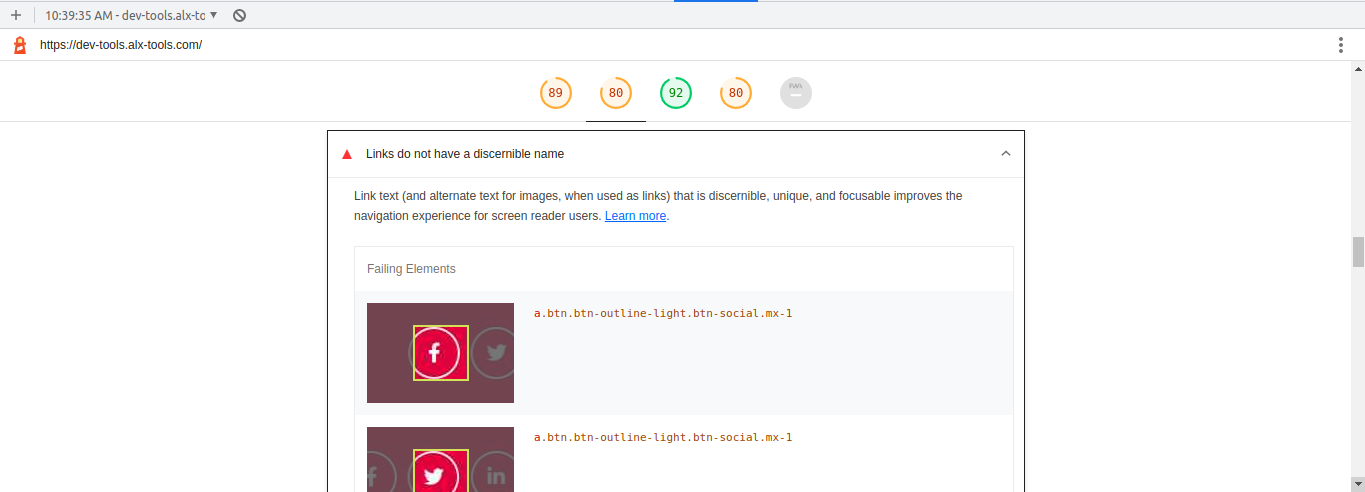 10:39:35 AM - dev-tools.alx-to
https://dev-tools.alx-tools.com/
89 80 92 80
Links do not have a discernible name
Link text (and alternate text for images, when used as links) that is discernible, unique, and focusable improves the
navigation experience for screen reader users. Learn more.
Failing Elements
a.btn.btn-outline-light.btn-social.mx-1
a.btn.btn-outline-light.btn-social.mx-1